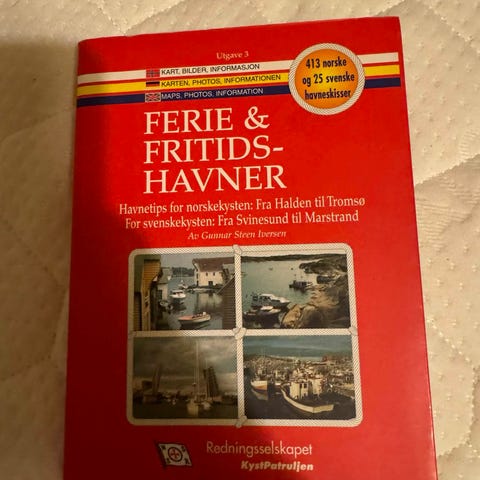 Utgave 3
KART, BILDER, INFORMASJON
KARTEN, PHOTOS, INFORMATIONEN
MAPS, PHOTOS, INFORMATION
413 norske
og 25 svenske
havneskisser
FERIE &
FRITIDS-
HAVNER
Havnetips for norskekysten: Fra Halden til Tromsø
For svenskekysten: Fra Svinesund til Marstrand
Av Gunnar Steen Iversen
Redningsselskapet
KystPatruljen